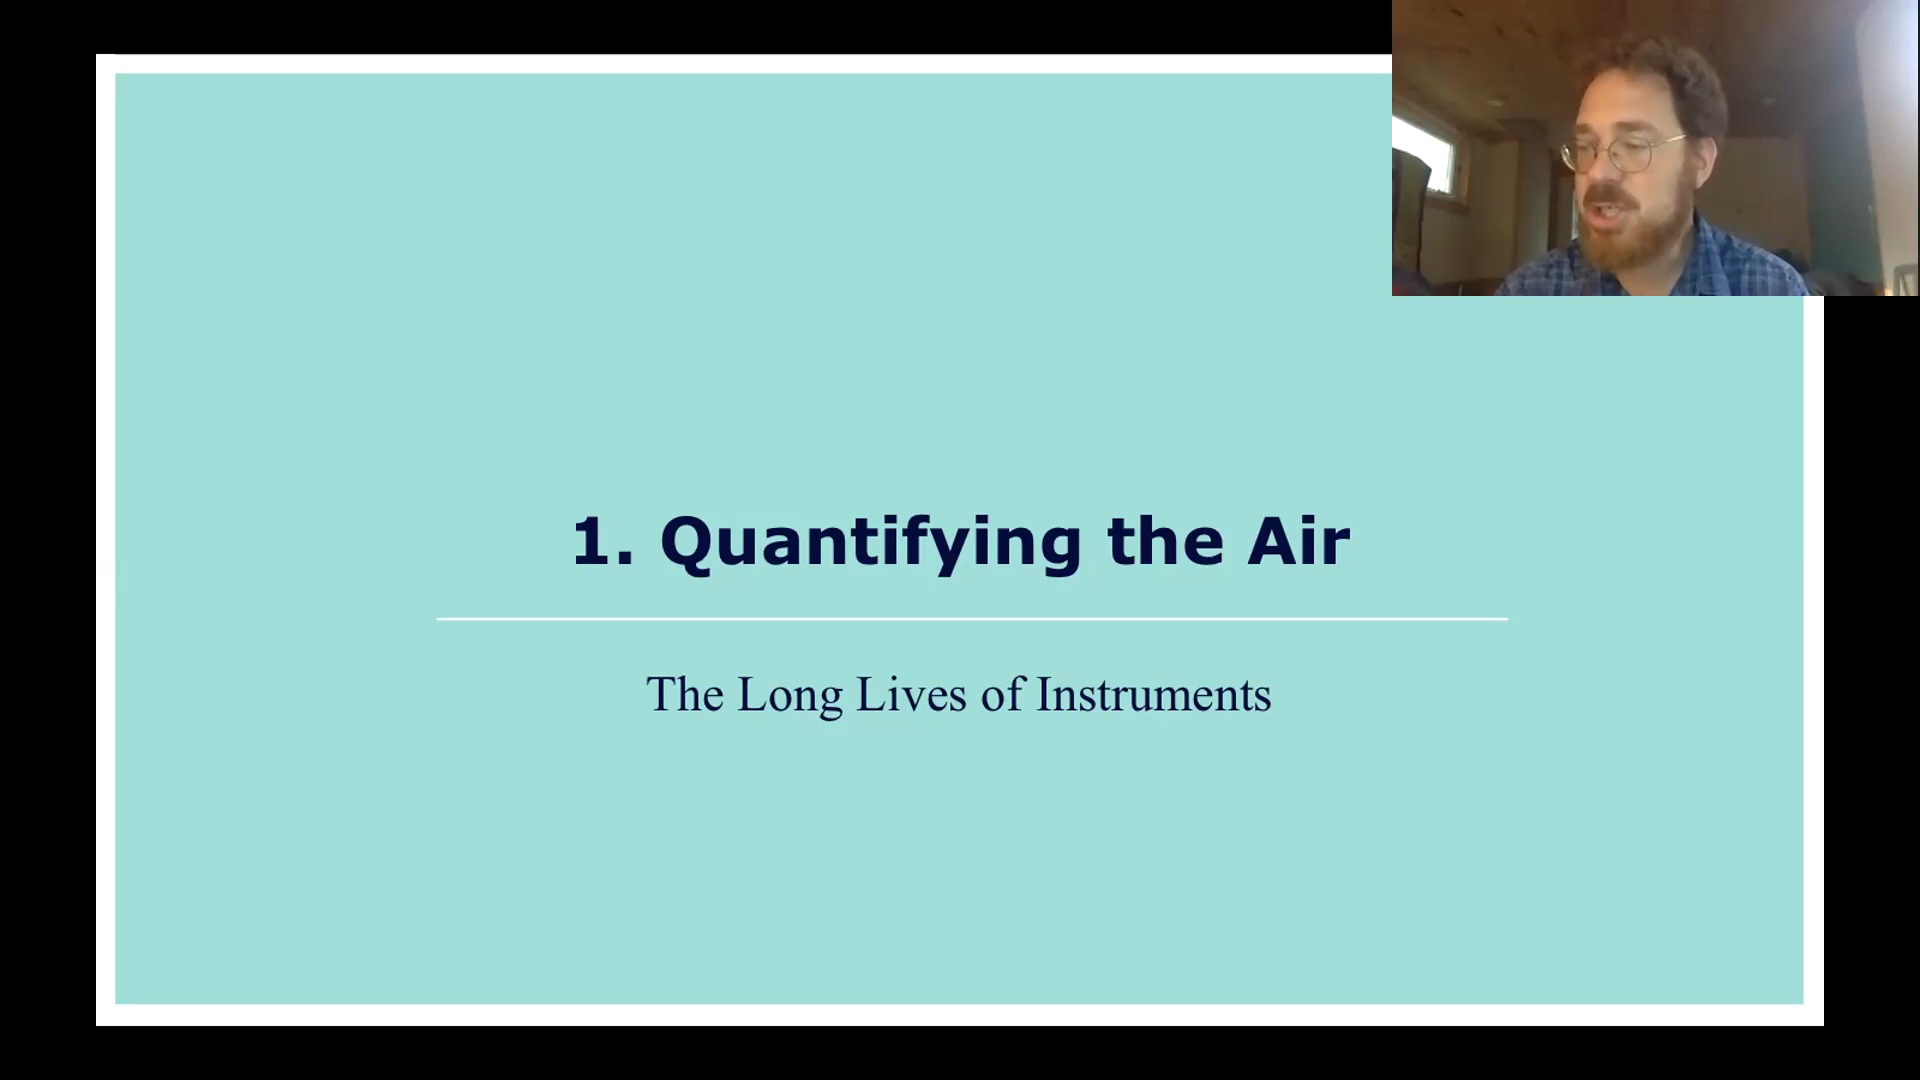 1. Quantifying the Air
The Long Lives of Instruments